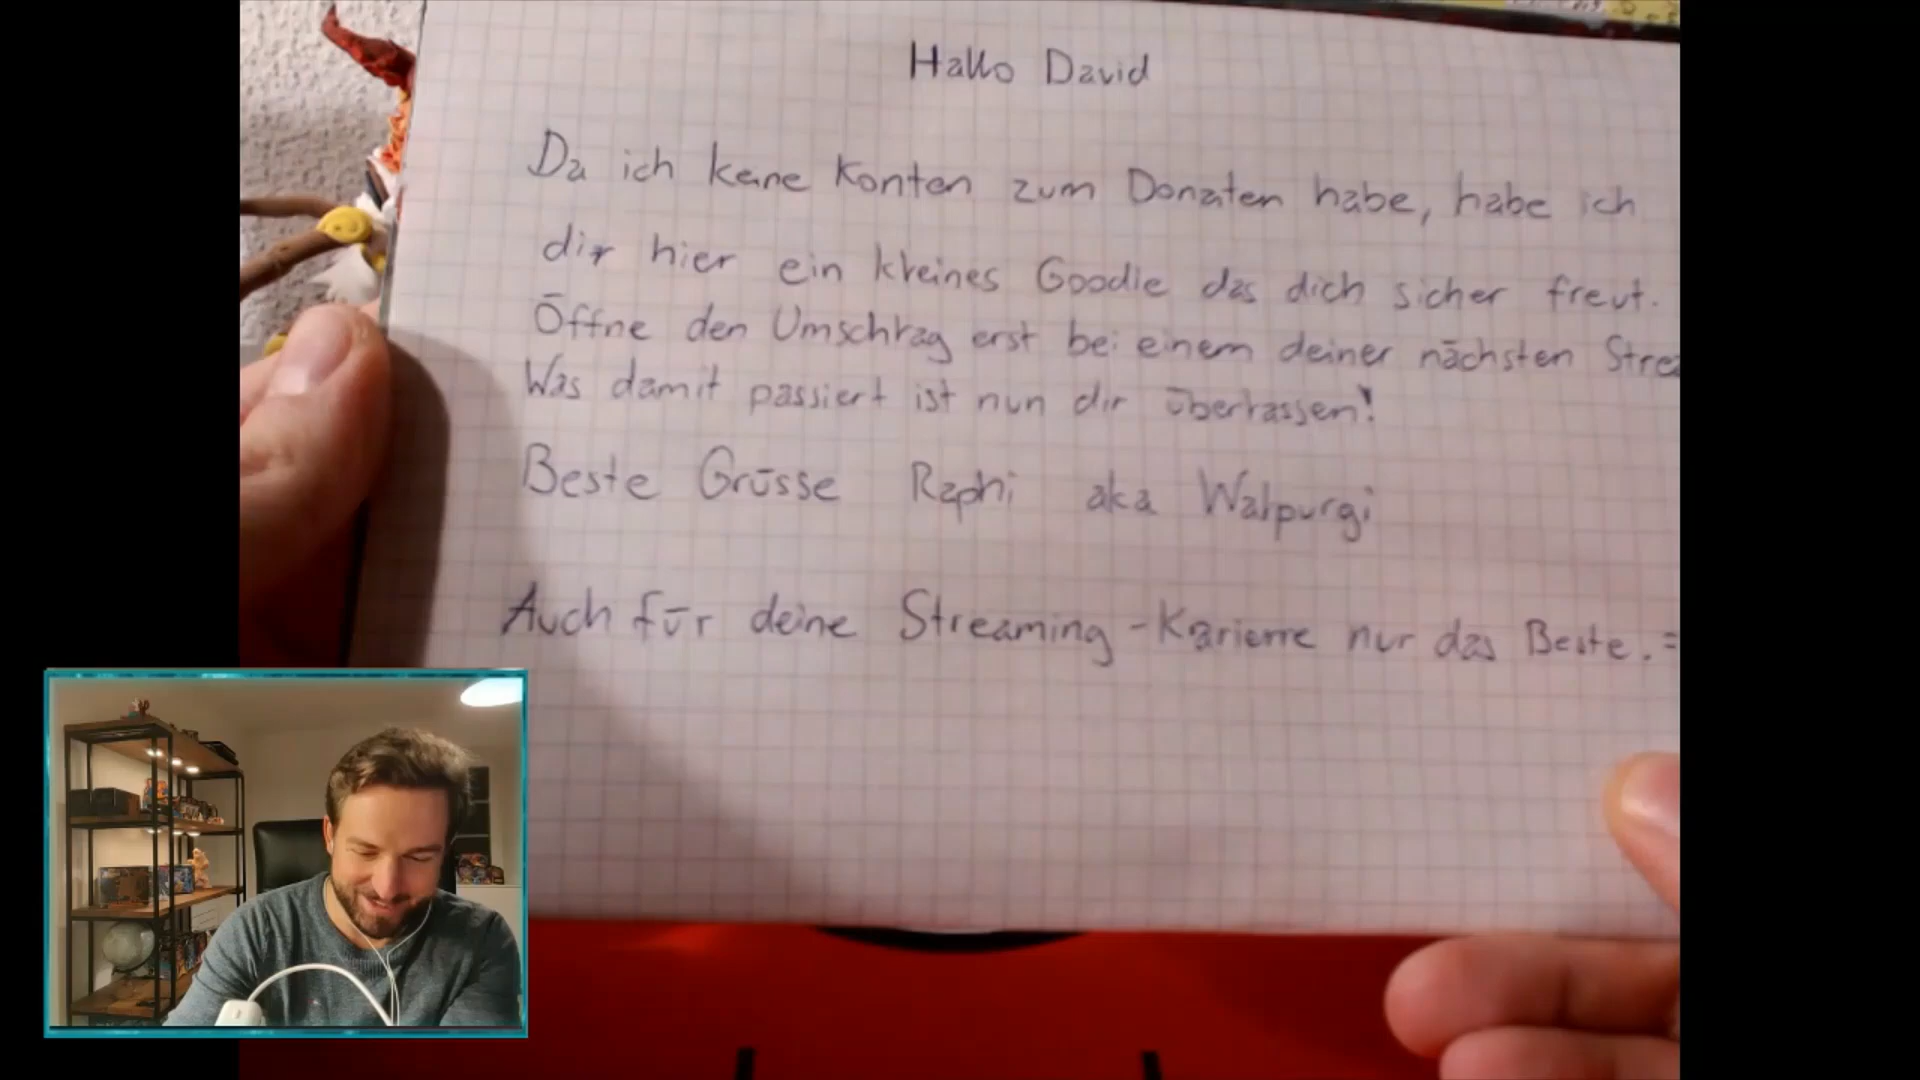 Hallo David
Da ich keine Konten zum Donaten habe, habe ich
dir hier ein kleines Goodie das dich sicher freut.
Öffne den Umschlag erst bei einem deiner nächsten Strea
Was damit passiert ist nun dir überlassen!
Beste Grüsse Raphi aka Walpurgi
Auch für deine Streaming-Karierre nur das Beste. =